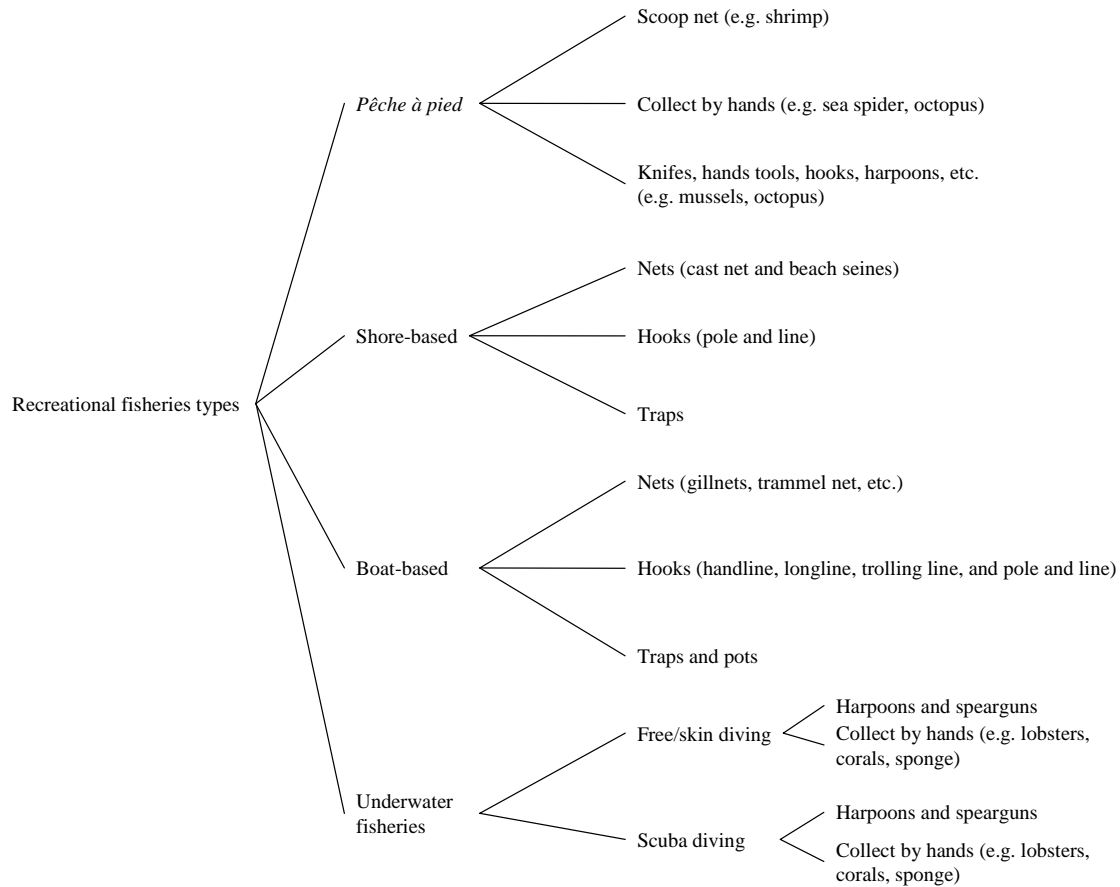 Scoop net (e.g. shrimp)
Pêche à pied
Collect by hands (e.g. sea spider, octopus)
Knifes, hands tools, hooks, harpoons, etc.
(e.g. mussels, octopus)
Nets (cast net and beach seines)
Shore-based
Hooks (pole and line)
Recreational fisheries types
Traps
Nets (gillnets, trammel net, etc.)
Boat-based
Hooks (handline, longline, trolling line, and pole and line)
Traps and pots
Free/skin diving
Harpoons and spearguns
Collect by hands (e.g. lobsters,
corals, sponge)
Underwater
fisheries
Scuba diving
Harpoons and spearguns
Collect by hands (e.g. lobsters,
corals, sponge)